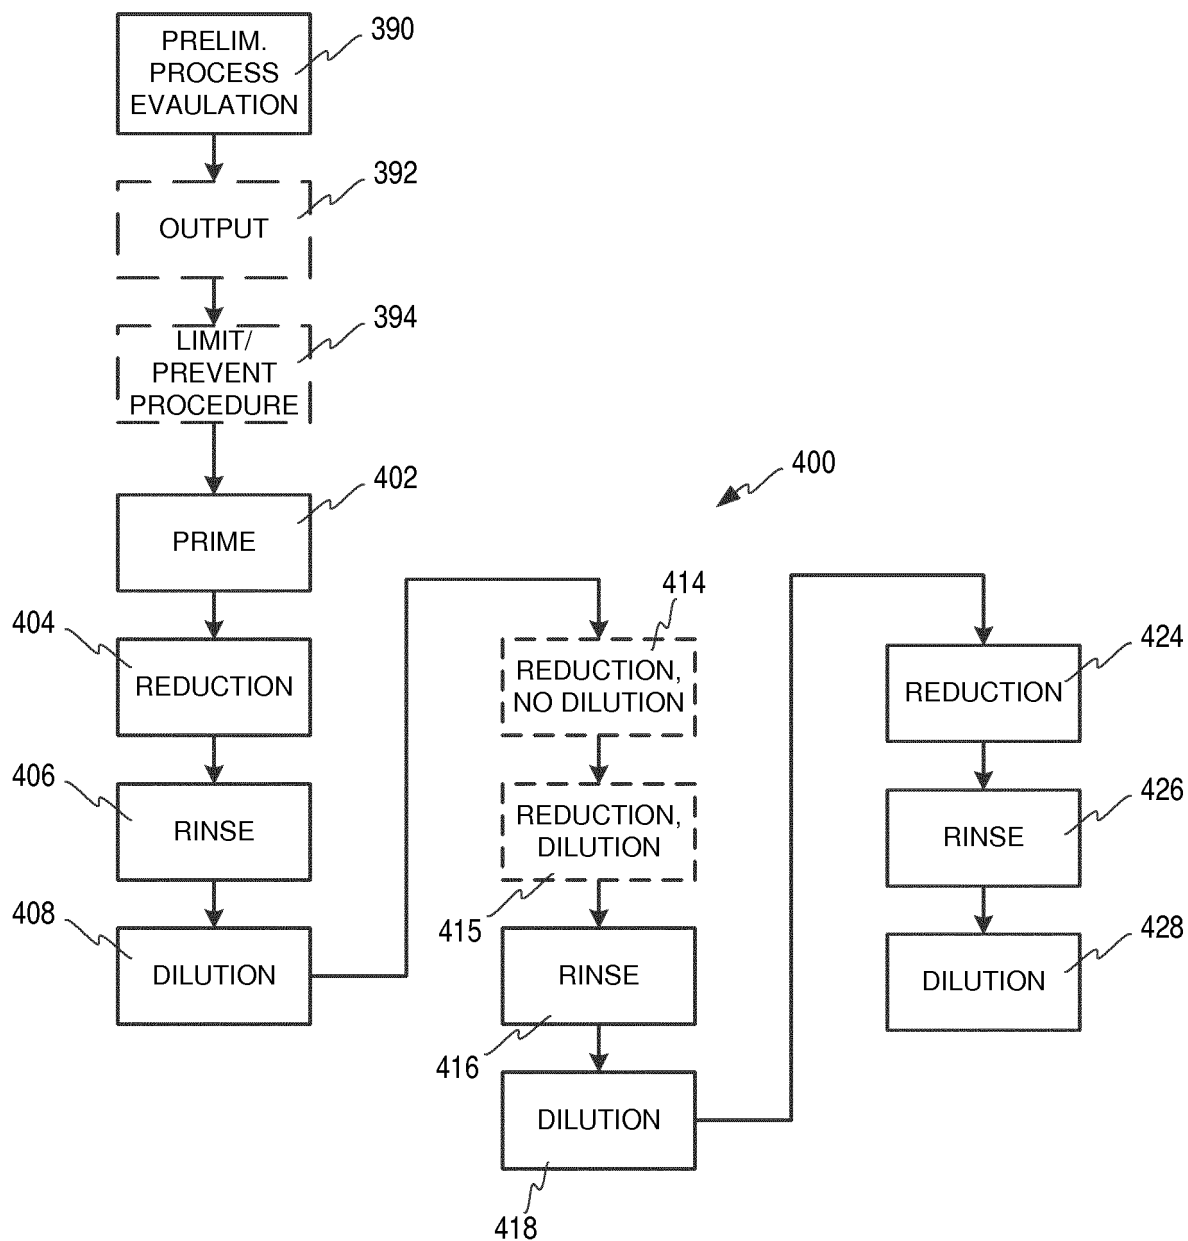 PRELIM.
PROCESS
EVAULATION
390
OUTPUT
392
LIMIT/
PREVENT
PROCEDURE
394
PRIME
402
404
REDUCTION
406
RINSE
408
DILUTION
400
414
REDUCTION,
NO DILUTION
REDUCTION,
DILUTION
415
RINSE
416
DILUTION
418
REDUCTION
424
RINSE
426
DILUTION
428